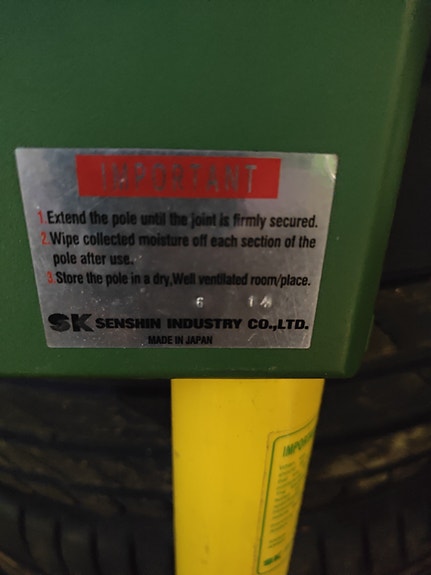 IMPORTANT
1.Extend the pole until the joint is firmly secured.
2.Wipe collected moisture off each section of the
pole after use.
3.Store the pole in a dry,Well ventilated room/place.
6 14
SK SENSHIN INDUSTRY CO.,LTD.
MADE IN JAPAN
SK